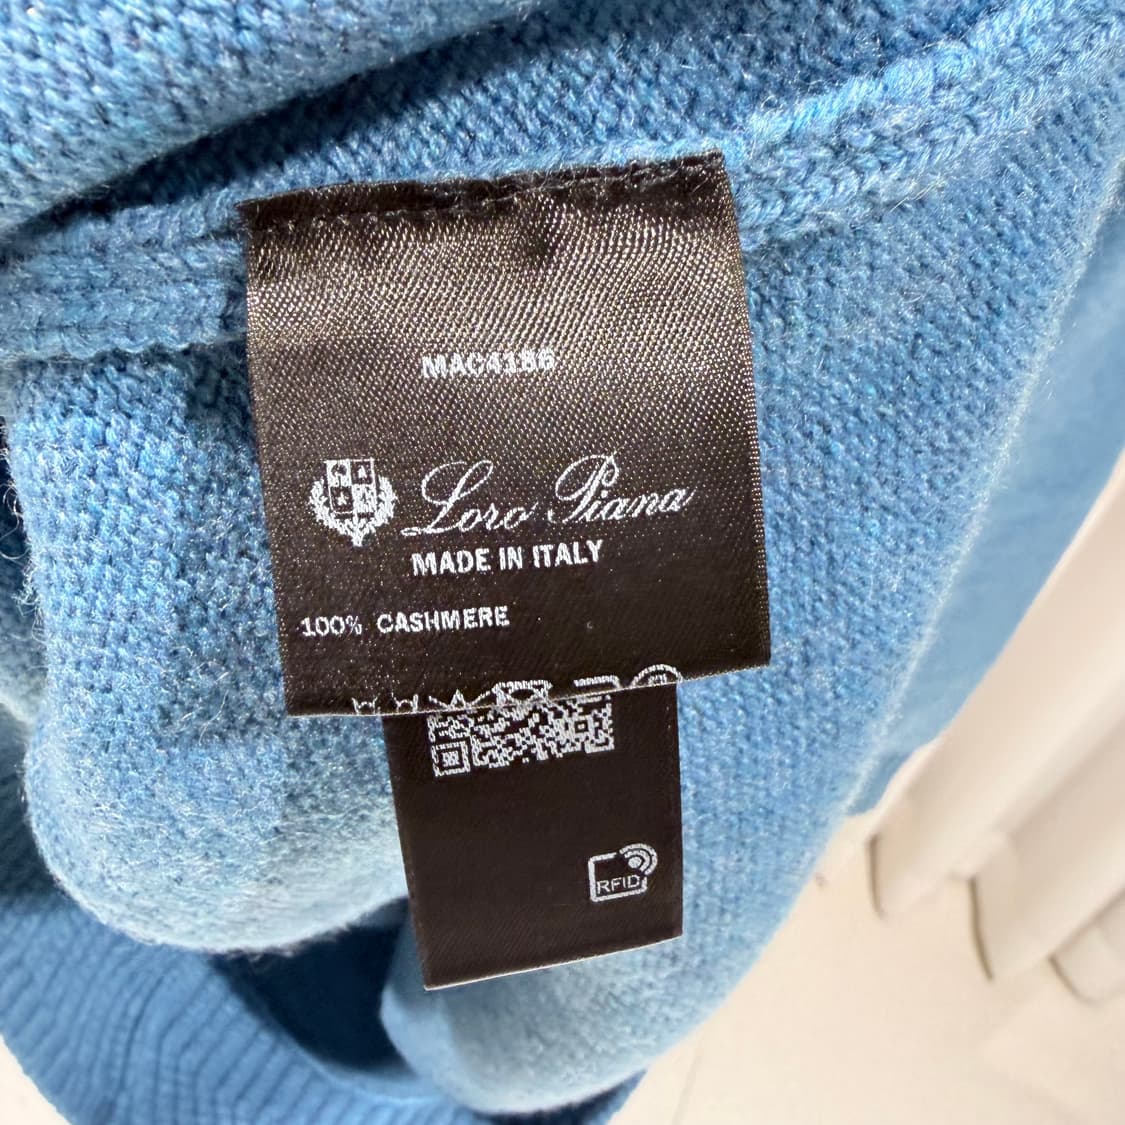 MAC4186
Loro Piana
MADE IN ITALY
100% CASHMERE
RFID